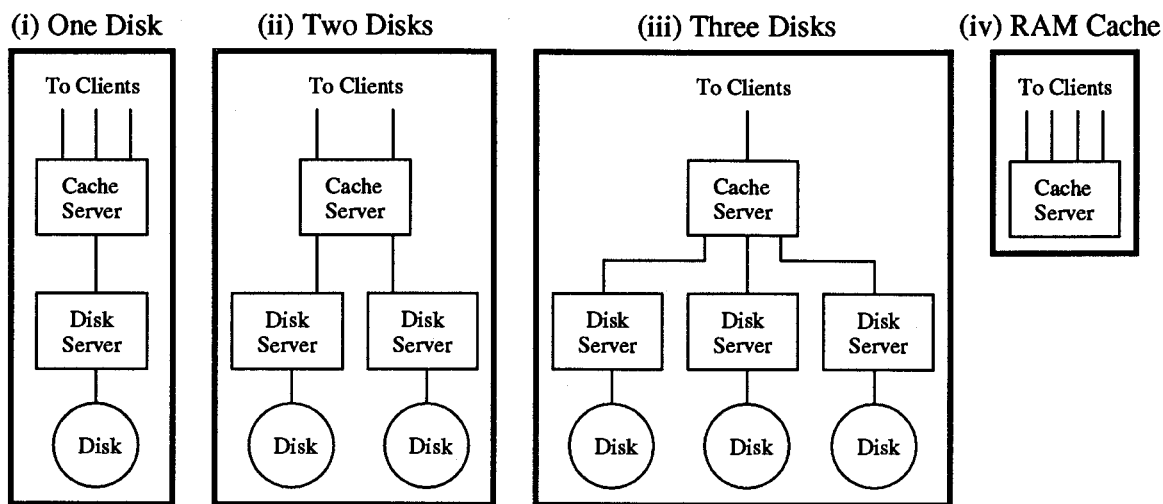 (i) One Disk
(ii) Two Disks
(iii) Three Disks
(iv) RAM Cache
To Clients
To Clients
To Clients
To Clients
Cache
Server
Cache
Server
Cache
Server
Cache
Server
Disk
Server
Disk
Server
Disk
Server
Disk
Server
Disk
Server
Disk
Server
Disk
Disk
Disk
Disk
Disk
Disk